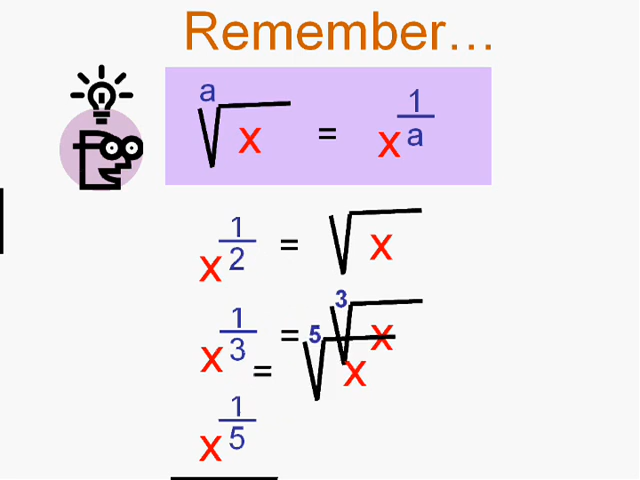 Remember…
ᵃ√x = x^(1/a)
x^(1/2) = √x
x^(1/3) = ³√x
x^(1/5) = ⁵√x